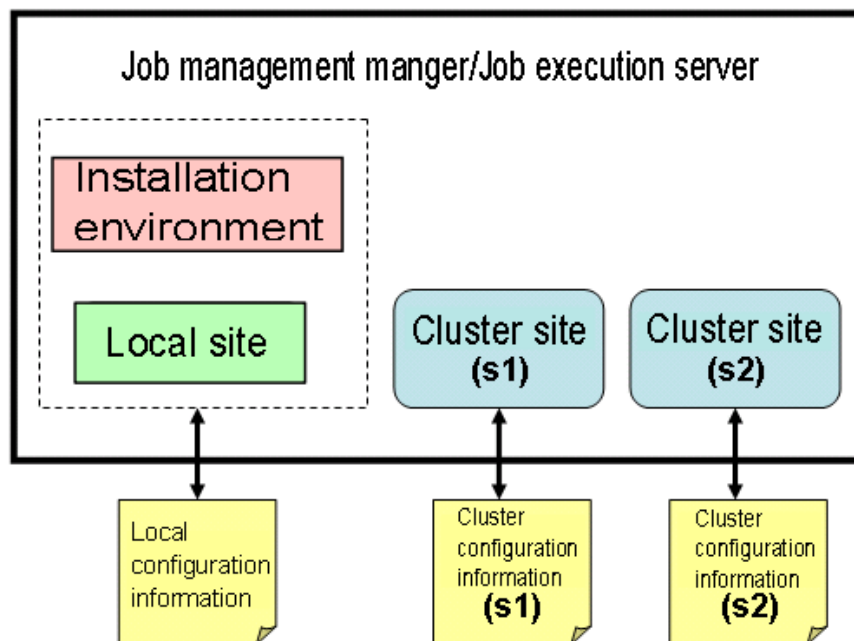 Job management manger/Job execution server
Installation
environment
Local site
Cluster site
(s1)
Cluster site
(s2)
Local
configuration
information
Cluster
configuration
information
(s1)
Cluster
configuration
information
(s2)